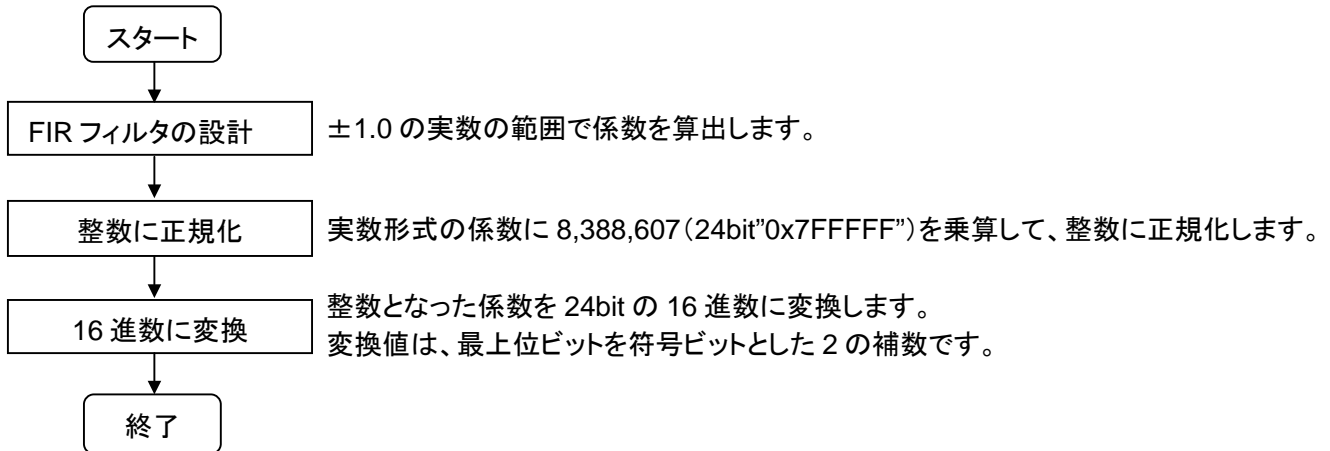 スタート
FIR フィルタの設計
±1.0 の実数の範囲で係数を算出します。
整数に正規化
実数形式の係数に 8,388,607（24bit”0x7FFFFF”）を乗算して、整数に正規化します。
16 進数に変換
整数となった係数を 24bit の 16 進数に変換します。
変換値は、最上位ビットを符号ビットとした 2 の補数です。
終了